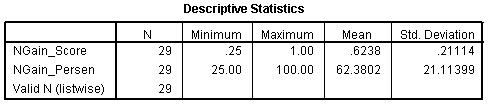 Descriptive Statistics
N Minimum Maximum Mean Std. Deviation
NGain_Score 29 .25 1.00 .6238 .21114
NGain_Persen 29 25.00 100.00 62.3802 21.11399
Valid N (listwise) 29